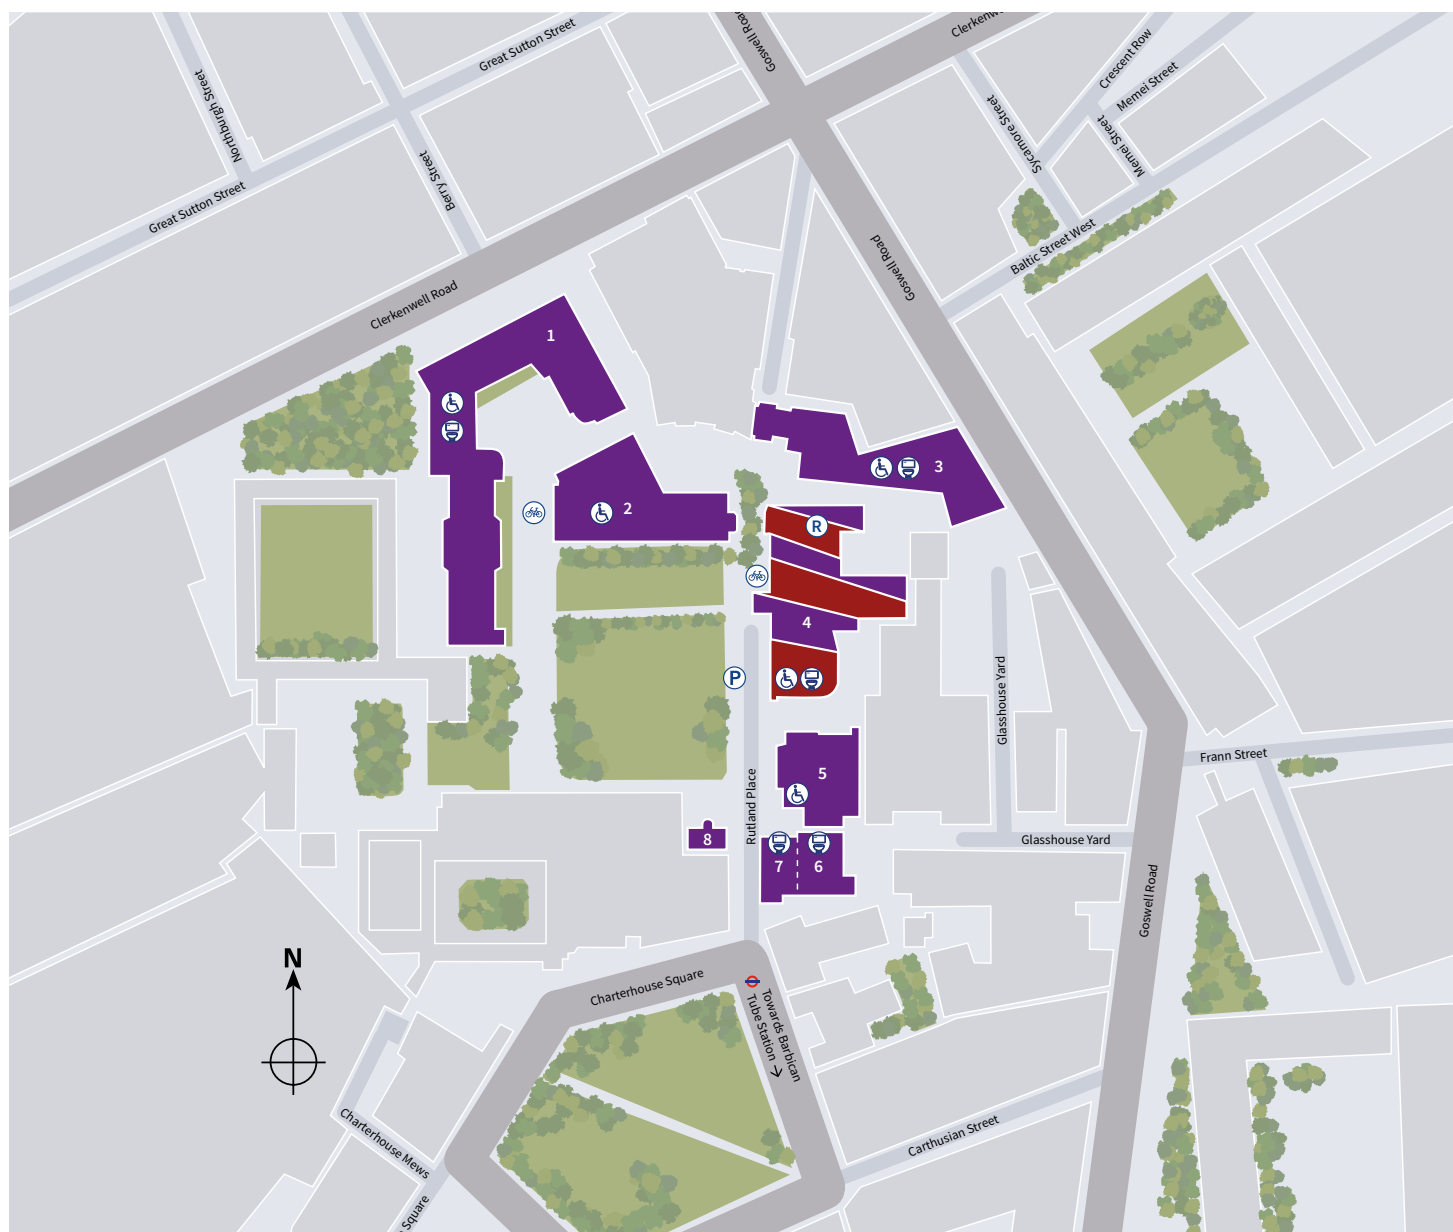 Goswell Road
Clerkenw
Great Sutton Street
Crescent Row
Northburgh Street
Memei Street
Sycamore Street
Memei Street
Berry Street
Great Sutton Street
Baltic Street West
Goswell Road
Clerkenwell Road
1
3
2
R
4
P
Glasshouse Yard
Frann Street
5
Rutland Place
8
Glasshouse Yard
7
6
Goswell Road
N
Charterhouse Square
Towards Barbican
Tube Station →
Charterhouse Mews
Carthusian Street
Square